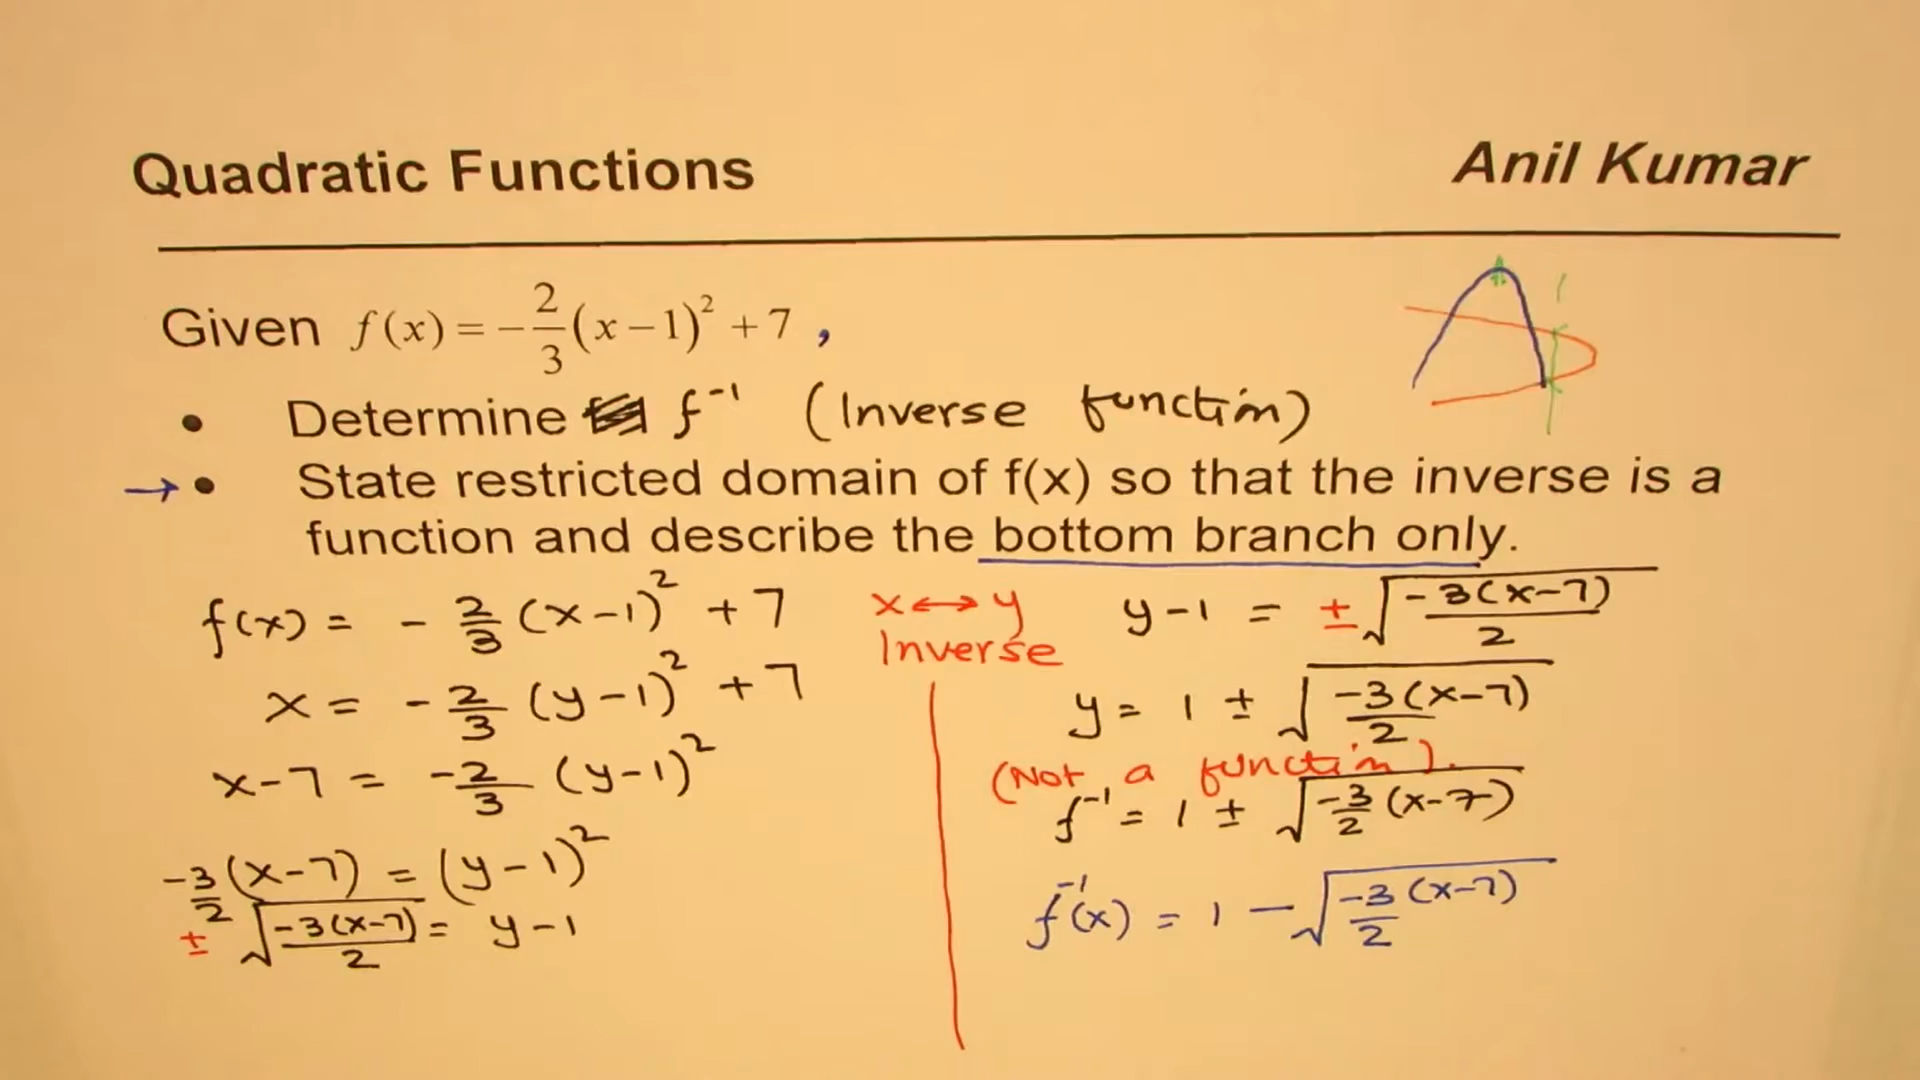 Quadratic Functions
Anil Kumar
Given f(x) = -2/3(x-1)² + 7 ,
• Determine f⁻¹ (Inverse function)
→ • State restricted domain of f(x) so that the inverse is a
function and describe the bottom branch only.
f(x) = - 2/3 (x-1)² + 7
x = - 2/3 (y-1)² + 7
x-7 = -2/3 (y-1)²
-3/2 (x-7) = (y-1)²
± √(-3(x-7)/2) = y-1
x ↔ y
Inverse
y-1 = ± √(-3(x-7)/2)
y = 1 ± √(-3(x-7)/2)
(Not a function).
f⁻¹ = 1 ± √(-3/2 (x-7))
f⁻¹(x) = 1 - √(-3/2 (x-7))